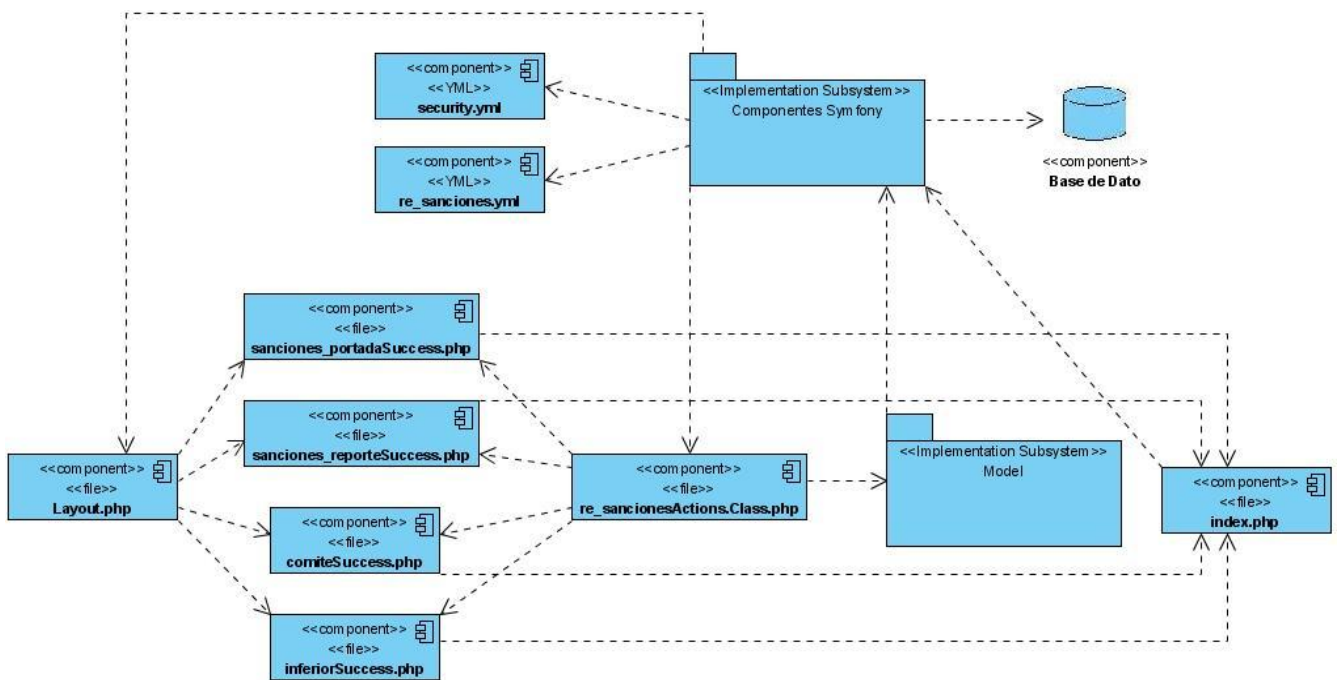 <<component>>
<<YML>>
security.yml
<<Implementation Subsystem>>
Componentes Symfony
<<component>>
Base de Dato
<<component>>
<<YML>>
re_sanciones.yml
<<component>>
<<file>>
sanciones_portadaSuccess.php
<<component>>
<<file>>
sanciones_reporteSuccess.php
<<component>>
<<file>>
Layout.php
<<component>>
<<file>>
re_sancionesActions.Class.php
<<Implementation Subsystem>>
Model
<<component>>
<<file>>
index.php
<<component>>
<<file>>
comiteSuccess.php
<<component>>
<<file>>
inferiorSuccess.php